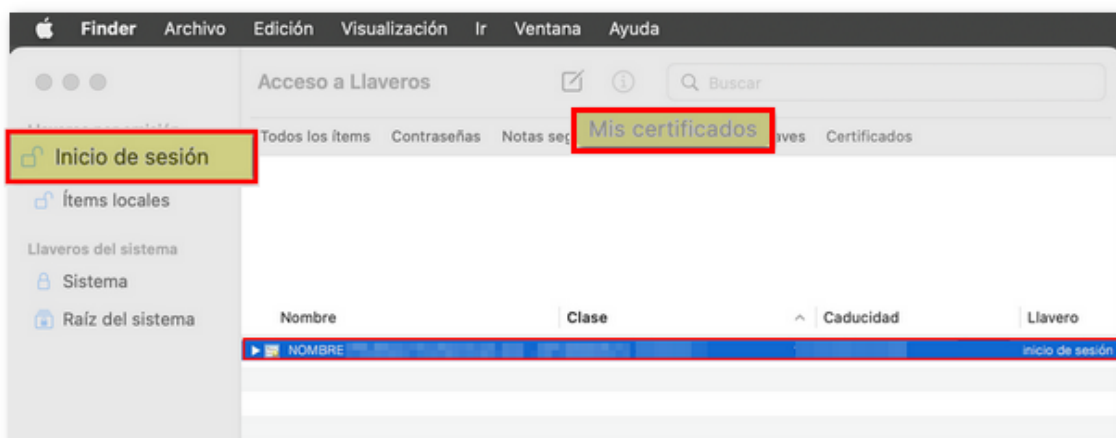 Finder Archivo Edición Visualización Ir Ventana Ayuda
Acceso a Llaveros Buscar
Todos los ítems Contraseñas Notas seg Mis certificados aves Certificados
Inicio de sesión
Ítems locales
Llaveros del sistema
Sistema
Raíz del sistema
Nombre Clase Caducidad Llavero
NOMBRE inicio de sesión